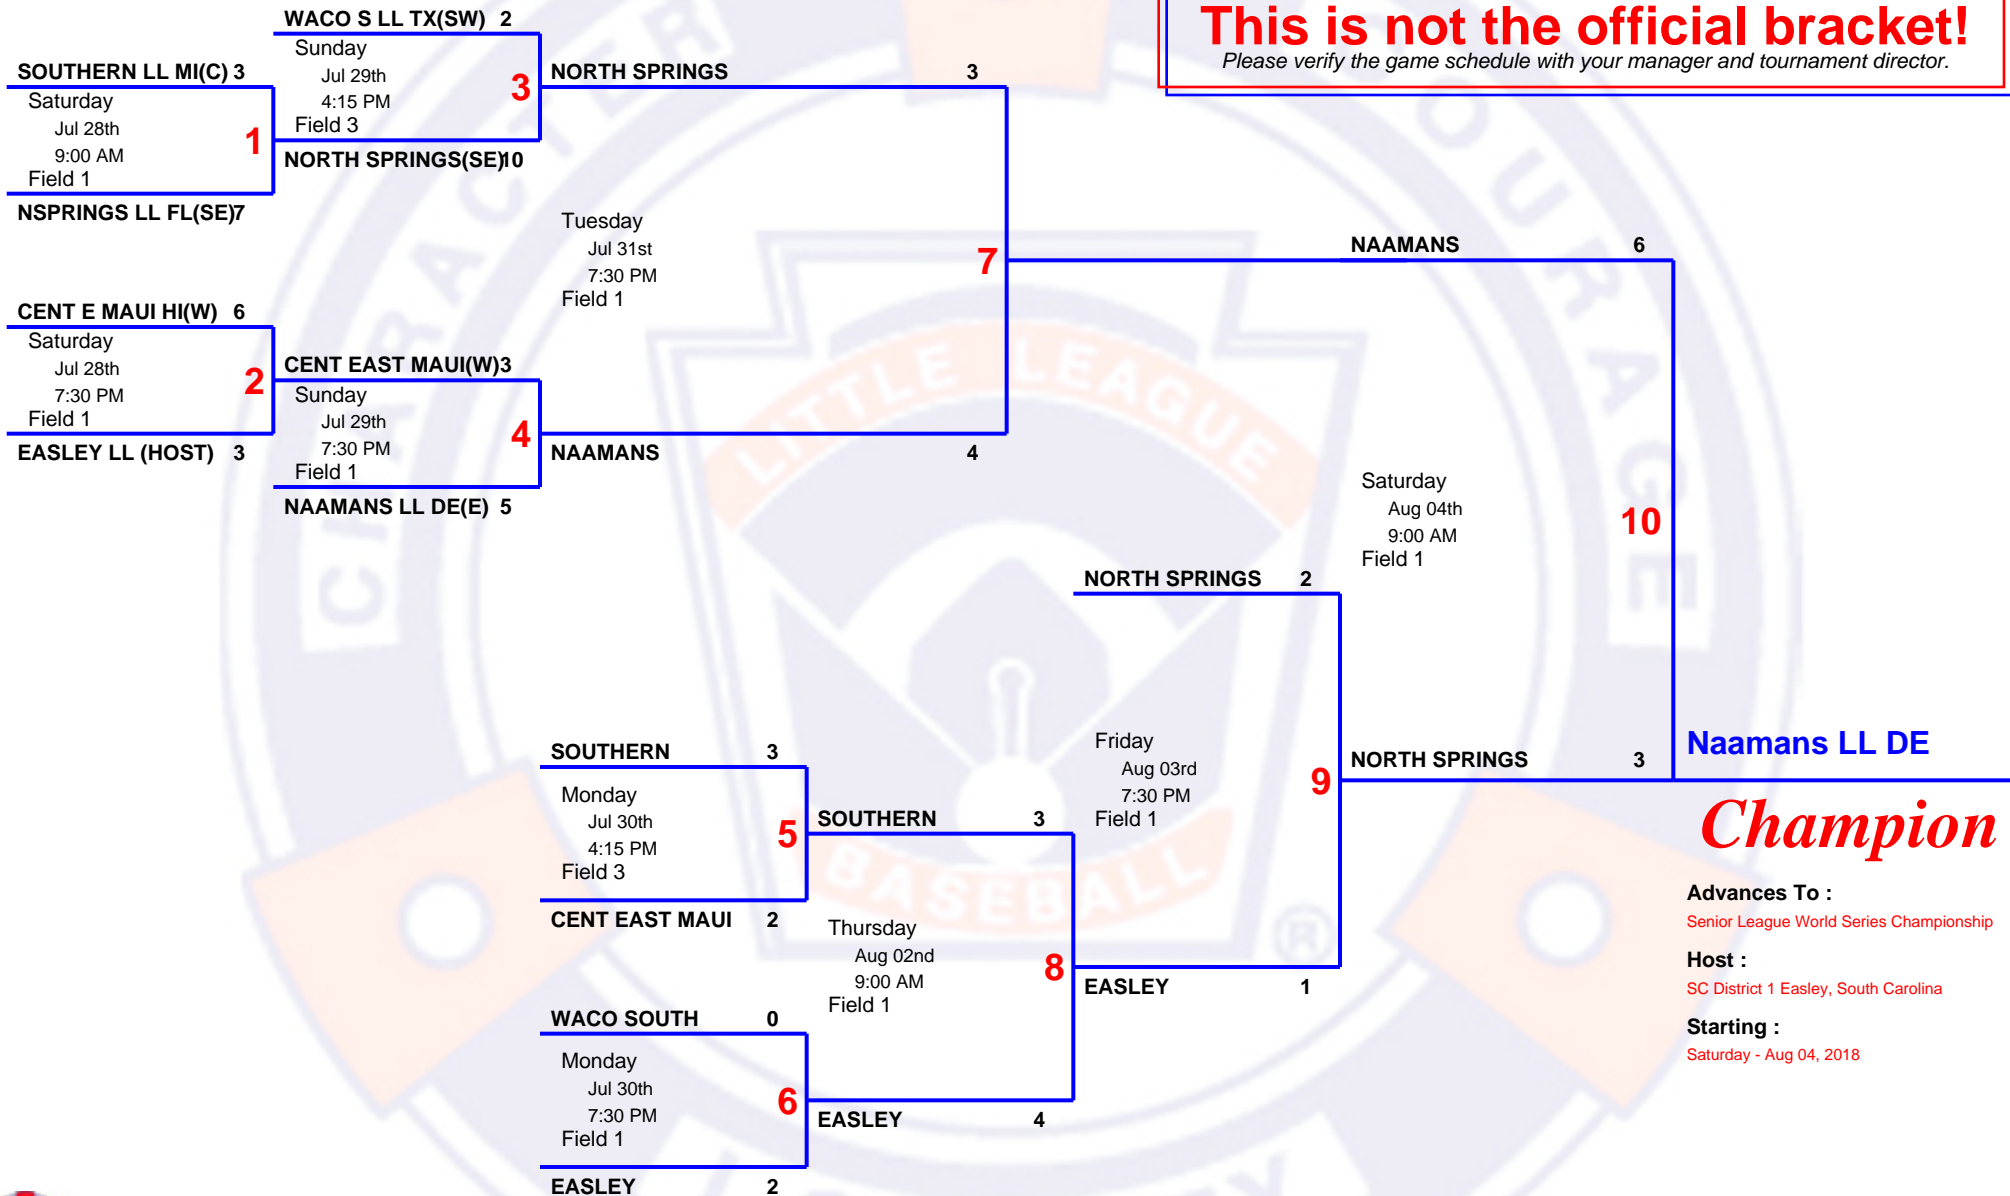 This is not the official bracket!
Please verify the game schedule with your manager and tournament director.
WACO S LL TX(SW) 2
Sunday
Jul 29th
4:15 PM
Field 3
3
NORTH SPRINGS(SE)10
SOUTHERN LL MI(C) 3
Saturday
Jul 28th
9:00 AM
Field 1
1
NSPRINGS LL FL(SE)7
NORTH SPRINGS 3
Tuesday
Jul 31st
7:30 PM
Field 1
7
NAAMANS 4
CENT E MAUI HI(W) 6
Saturday
Jul 28th
7:30 PM
Field 1
2
EASLEY LL (HOST) 3
CENT EAST MAUI(W)3
Sunday
Jul 29th
7:30 PM
Field 1
4
NAAMANS LL DE(E) 5
NAAMANS 6
Saturday
Aug 04th
9:00 AM
Field 1
10
NORTH SPRINGS 3
NORTH SPRINGS 2
Friday
Aug 03rd
7:30 PM
Field 1
9
EASLEY 1
SOUTHERN 3
Monday
Jul 30th
4:15 PM
Field 3
5
CENT EAST MAUI 2
SOUTHERN 3
Thursday
Aug 02nd
9:00 AM
Field 1
8
EASLEY 4
WACO SOUTH 0
Monday
Jul 30th
7:30 PM
Field 1
6
EASLEY 2
Naamans LL DE
Champion
Advances To :
Senior League World Series Championship
Host :
SC District 1 Easley, South Carolina
Starting :
Saturday - Aug 04, 2018
CHARACTER
COURAGE
LITTLE LEAGUE
BASEBALL
®